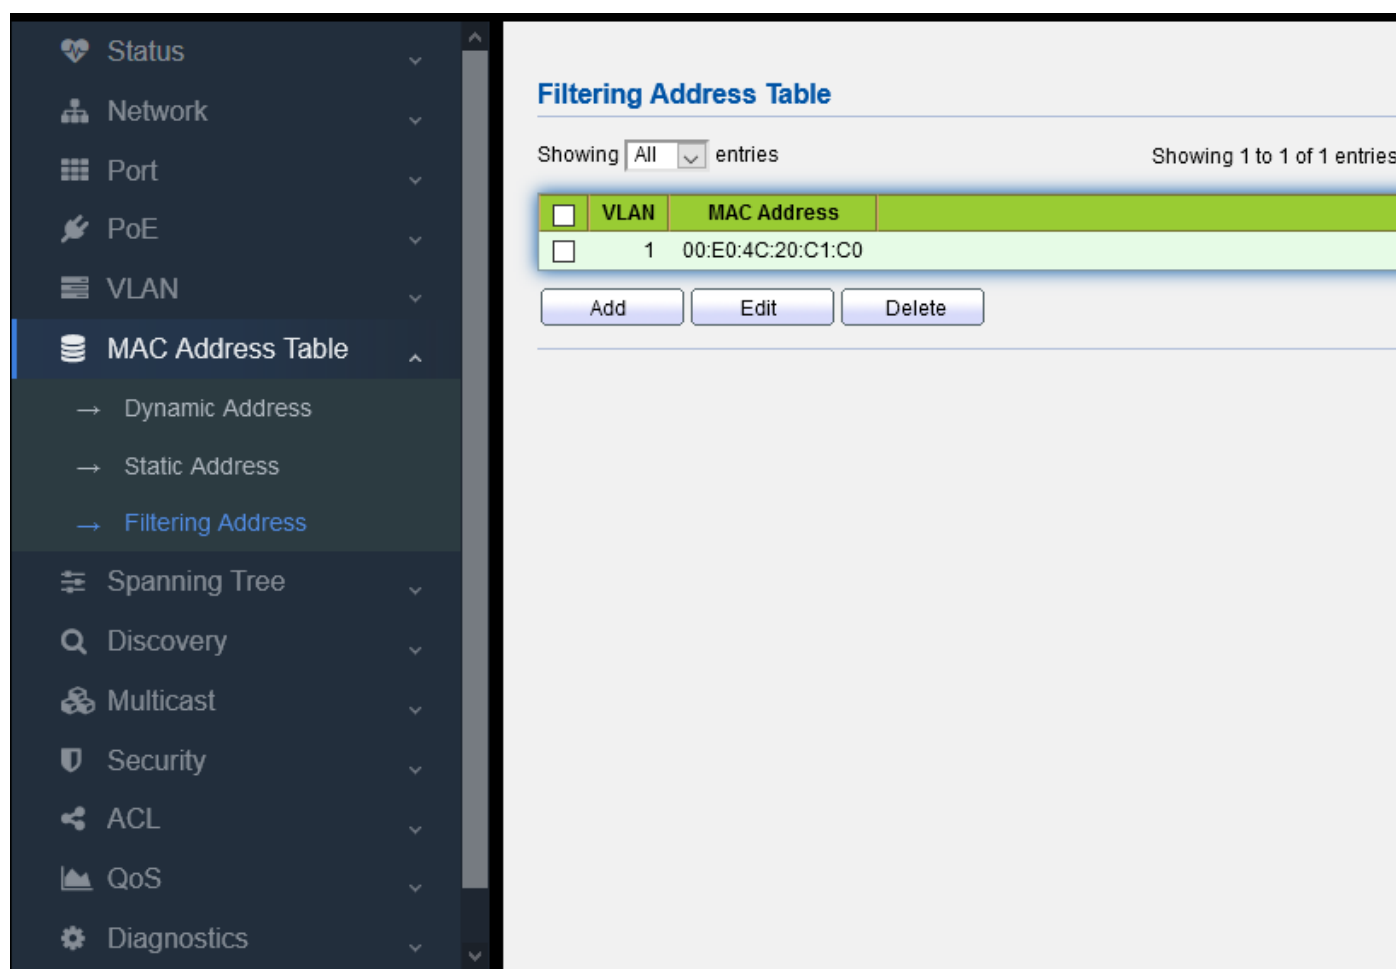 Status
Network
Port
PoE
VLAN
MAC Address Table
→ Dynamic Address
→ Static Address
→ Filtering Address
Spanning Tree
Discovery
Multicast
Security
ACL
QoS
Diagnostics
Filtering Address Table
Showing All entries
Showing 1 to 1 of 1 entries
VLAN MAC Address
1 00:E0:4C:20:C1:C0
Add Edit Delete